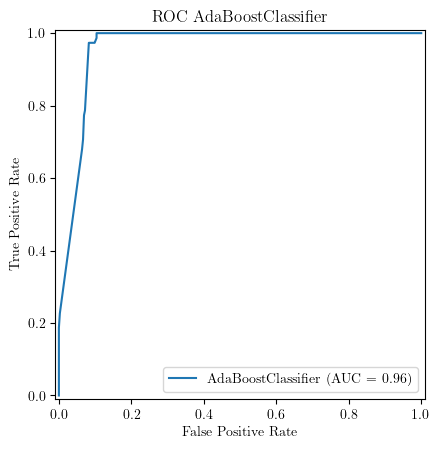 ROC AdaBoostClassifier
1.0
0.8
0.6
0.4
0.2
0.0
True Positive Rate
AdaBoostClassifier (AUC = 0.96)
0.0 0.2 0.4 0.6 0.8 1.0
False Positive Rate